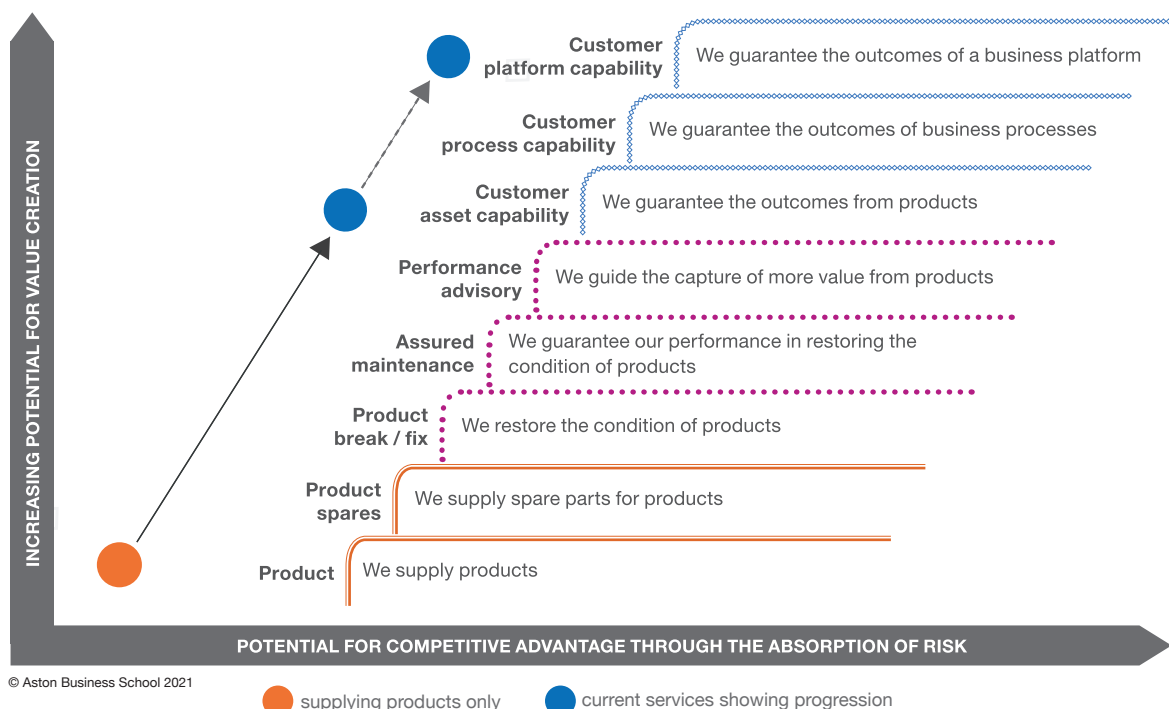 INCREASING POTENTIAL FOR VALUE CREATION
Customer
platform capability
We guarantee the outcomes of a business platform
Customer
process capability
We guarantee the outcomes of business processes
Customer
asset capability
We guarantee the outcomes from products
Performance
advisory
We guide the capture of more value from products
Assured
maintenance
We guarantee our performance in restoring the
condition of products
Product
break / fix
We restore the condition of products
Product
spares
We supply spare parts for products
Product
We supply products
POTENTIAL FOR COMPETITIVE ADVANTAGE THROUGH THE ABSORPTION OF RISK
© Aston Business School 2021
supplying products only
current services showing progression